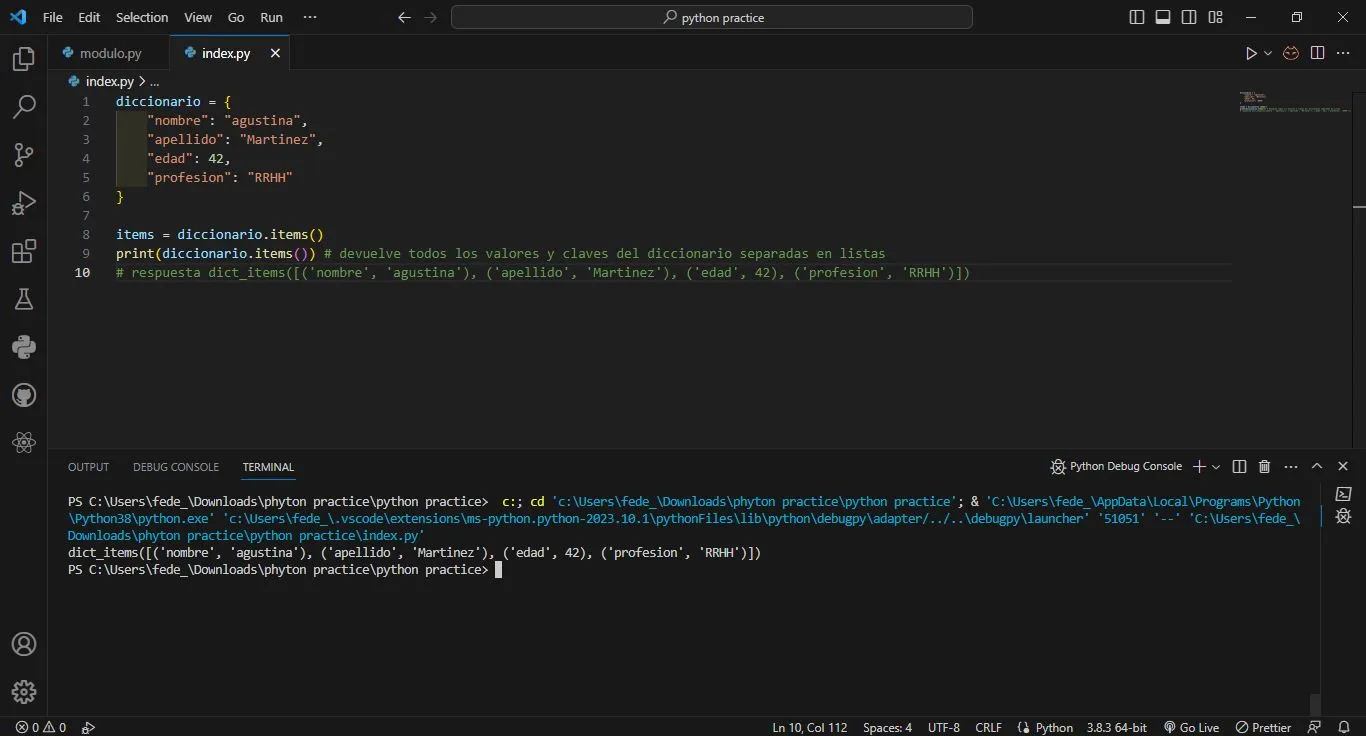 File Edit Selection View Go Run ··· python practice
modulo.py index.py
index.py > ...
1 diccionario = {
2 "nombre": "agustina",
3 "apellido": "Martinez",
4 "edad": 42,
5 "profesion": "RRHH"
6 }
7
8 items = diccionario.items()
9 print(diccionario.items()) # devuelve todos los valores y claves del diccionario separadas en listas
10 # respuesta dict_items([('nombre', 'agustina'), ('apellido', 'Martinez'), ('edad', 42), ('profesion', 'RRHH')])
OUTPUT DEBUG CONSOLE TERMINAL Python Debug Console
PS C:\Users\fede_\Downloads\phyton practice\python practice> c:; cd 'c:\Users\fede_\Downloads\phyton practice\python practice'; & 'C:\Users\fede_\AppData\Local\Programs\Python
\Python38\python.exe' 'c:\Users\fede_\.vscode\extensions\ms-python.python-2023.10.1\pythonFiles\lib\python\debugpy\adapter/../..\debugpy\launcher' '51051' '--' 'C:\Users\fede_\
Downloads\phyton practice\python practice\index.py'
dict_items([('nombre', 'agustina'), ('apellido', 'Martinez'), ('edad', 42), ('profesion', 'RRHH')])
PS C:\Users\fede_\Downloads\phyton practice\python practice>
0 0 Ln 10, Col 112 Spaces: 4 UTF-8 CRLF Python 3.8.3 64-bit Go Live Prettier